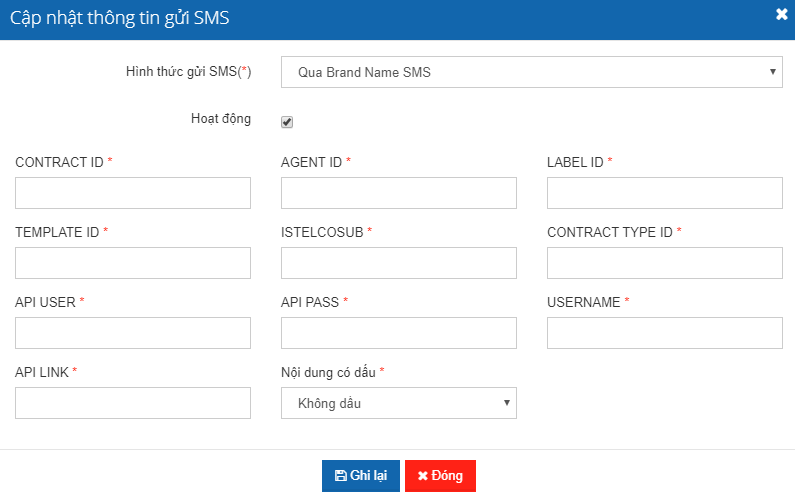 Cập nhật thông tin gửi SMS
Hình thức gửi SMS(*)
Qua Brand Name SMS
Hoạt động
CONTRACT ID *
AGENT ID *
LABEL ID *
TEMPLATE ID *
ISTELCOSUB *
CONTRACT TYPE ID *
API USER *
API PASS *
USERNAME *
API LINK *
Nội dung có dấu *
Không dấu
Ghi lại
Đóng